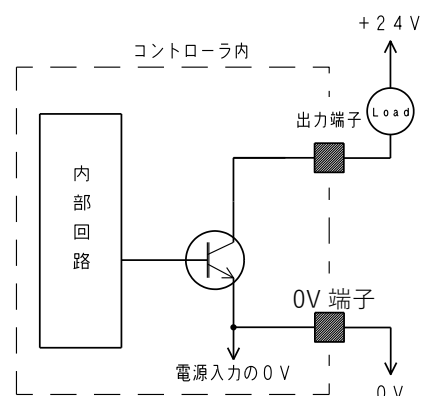 +24V
コントローラ内
Load
出力端子
内部回路
0V 端子
電源入力の0V
0V